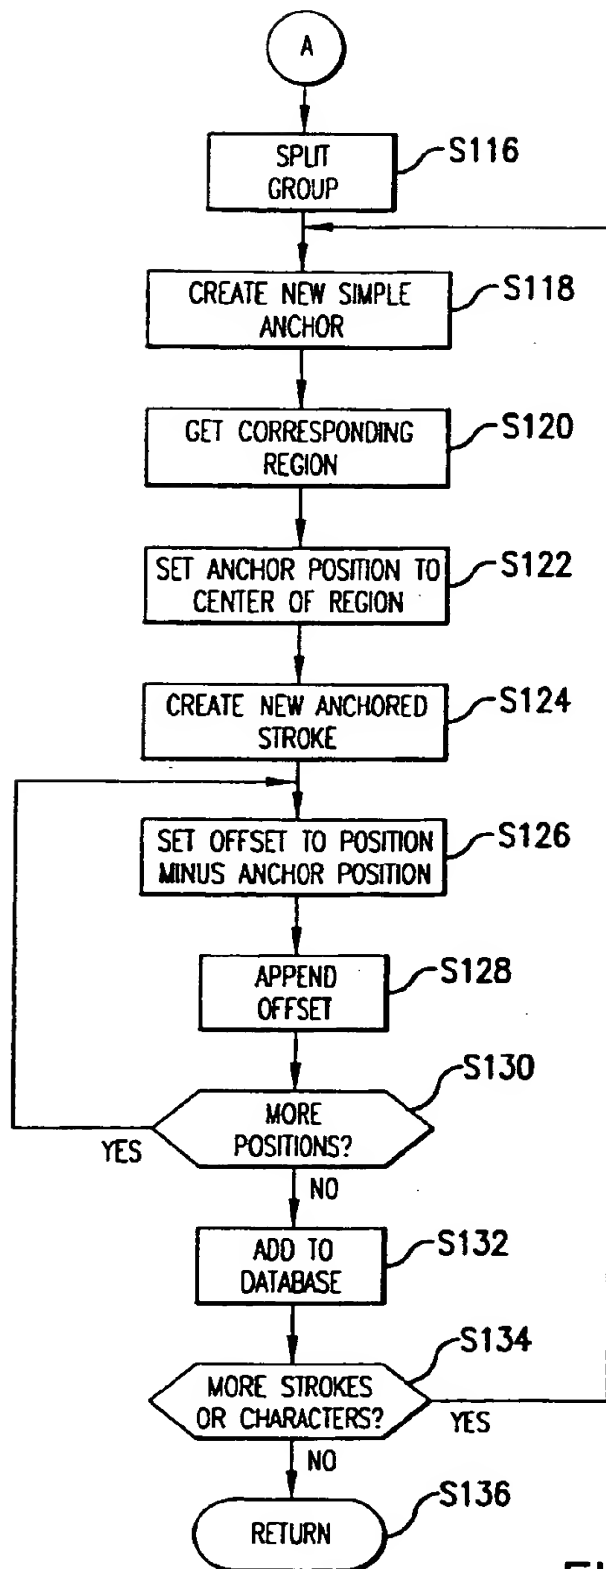 A
SPLIT
GROUP
S116
CREATE NEW SIMPLE
ANCHOR
S118
GET CORRESPONDING
REGION
S120
SET ANCHOR POSITION TO
CENTER OF REGION
S122
CREATE NEW ANCHORED
STROKE
S124
SET OFFSET TO POSITION
MINUS ANCHOR POSITION
S126
APPEND
OFFSET
S128
MORE
POSITIONS?
S130
YES
NO
ADD TO
DATABASE
S132
MORE STROKES
OR CHARACTERS?
S134
YES
NO
RETURN
S136